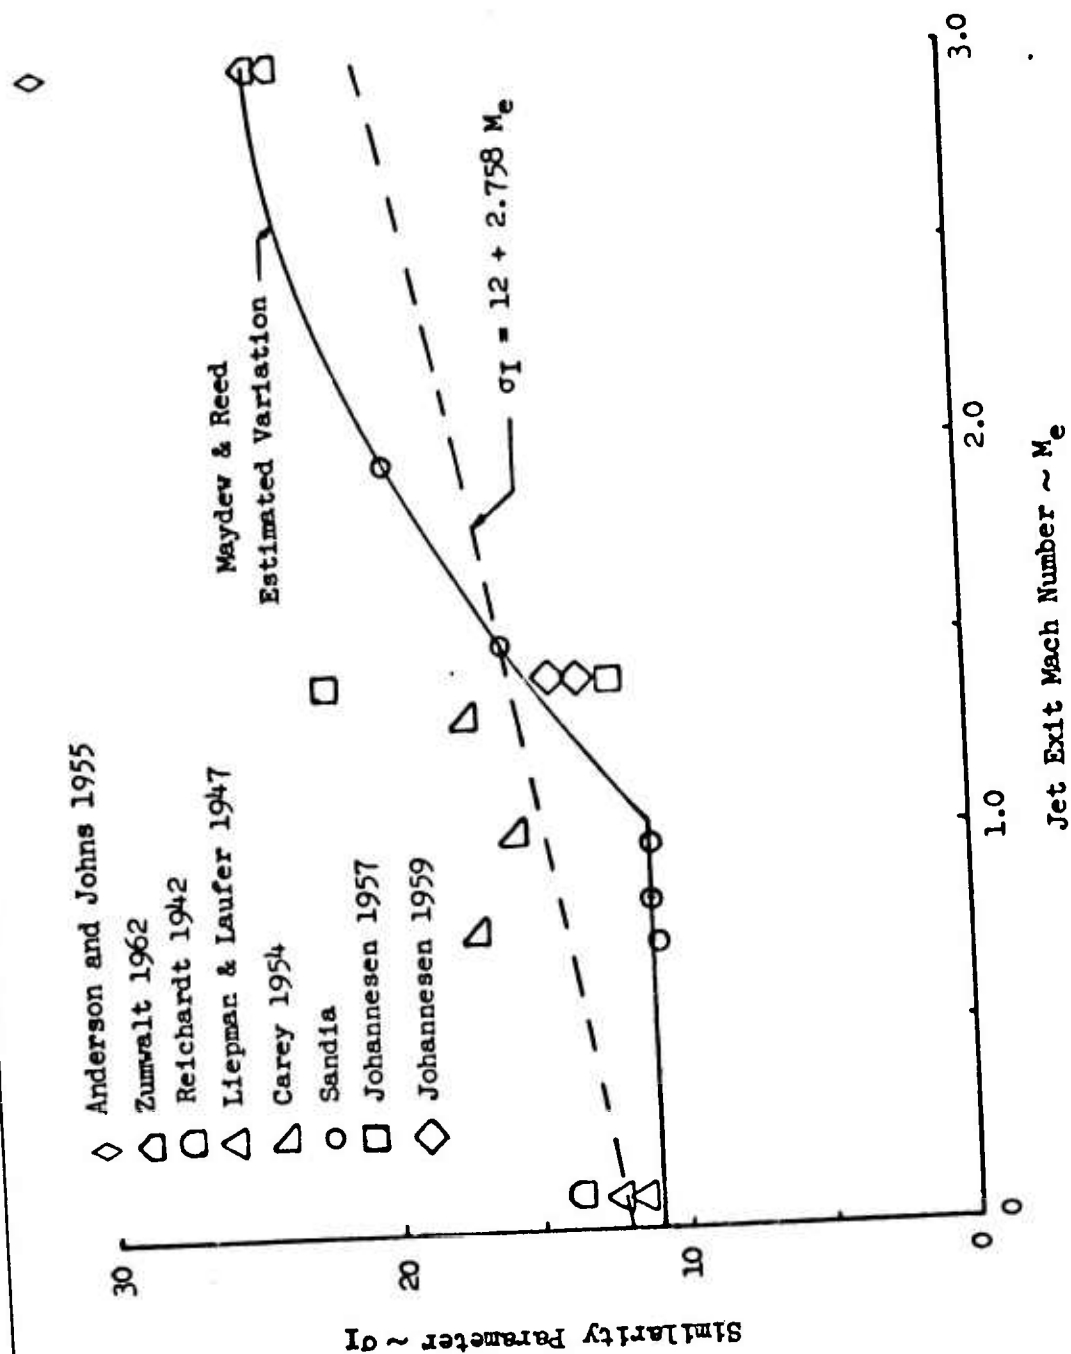 Anderson and Johns 1955
Zumwalt 1962
Reichardt 1942
Liepman & Laufer 1947
Carey 1954
Sandia
Johannesen 1957
Johannesen 1959
Maydew & Reed
Estimated Variation
σI = 12 + 2.758 Me
30
20
10
0
Similarity Parameter ~ σI
0
1.0
2.0
3.0
Jet Exit Mach Number ~ Me